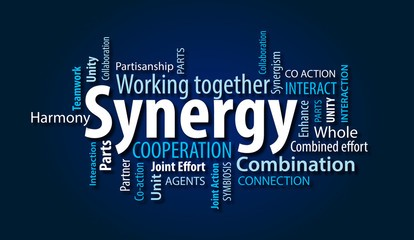 Collaboration
Collaboration
Unity
Partisanship
PARTS
Synergism
CO ACTION
Teamwork
Working together
INTERACT
INTERACTION
Harmony
Synergy
Enhance
PARTS
UNITY
Whole
Parts
COOPERATION
Combined effort
Interaction
Partner
Co-action
Unit
Joint Effort
Joint Action
SYMBIOSIS
Combination
AGENTS
CONNECTION